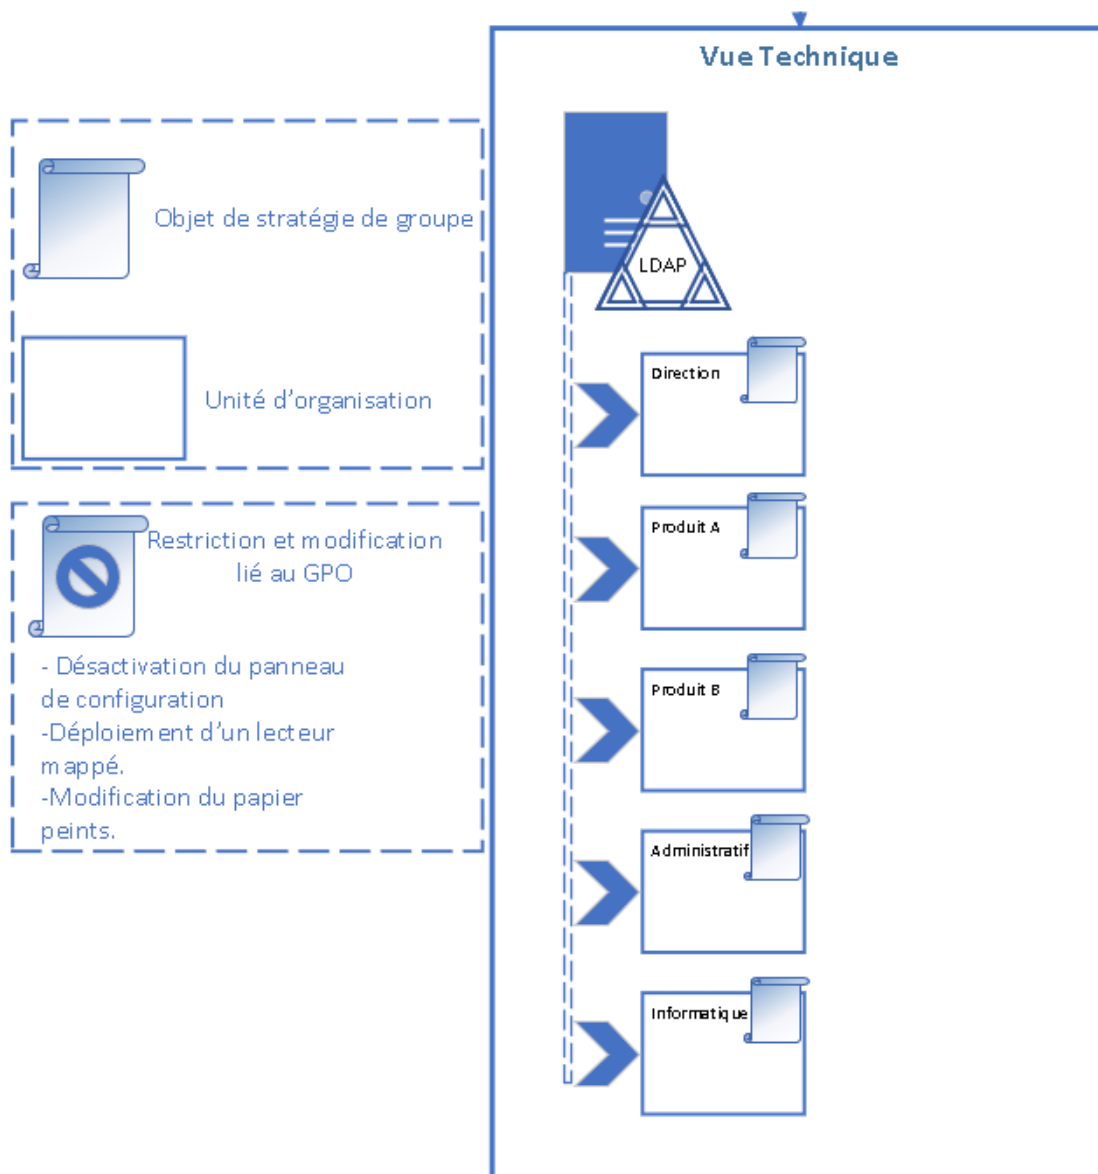 Vue Technique
Objet de stratégie de groupe
Unité d'organisation
Restriction et modification
lié au GPO
- Désactivation du panneau
de configuration
-Déploiement d'un lecteur
mappé.
-Modification du papier
peints.
LDAP
Direction
Produit A
Produit B
Administratif
Informatique